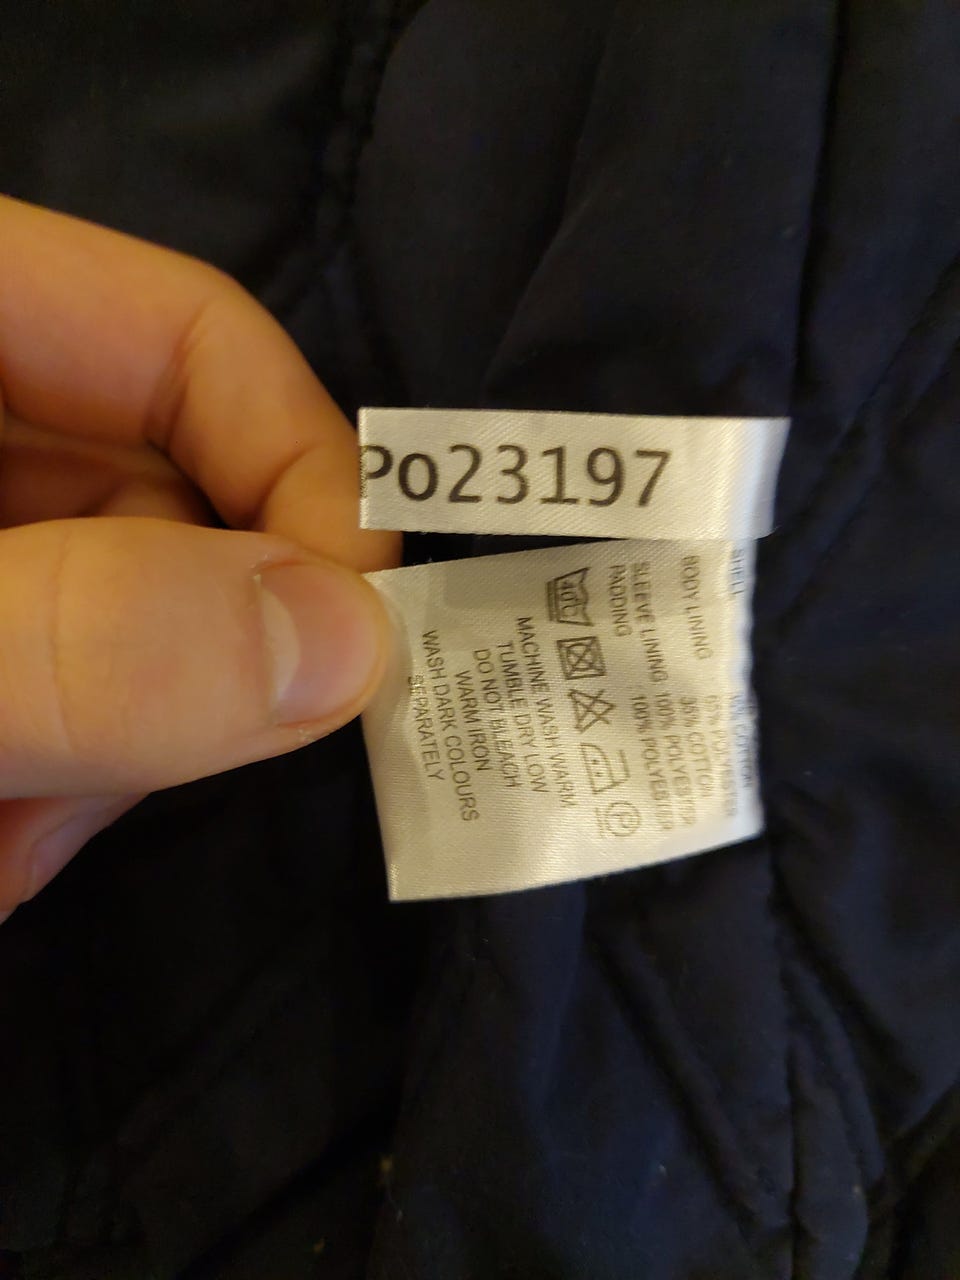 Po23197
SHELL
BODY LINING 65% POLYESTER
35% COTTON
SLEEVE LINING 100% POLYESTER
PADDING 100% POLYESTER
40°C
P
MACHINE WASH WARM
TUMBLE DRY LOW
DO NOT BLEACH
WARM IRON
WASH DARK COLOURS
SEPARATELY